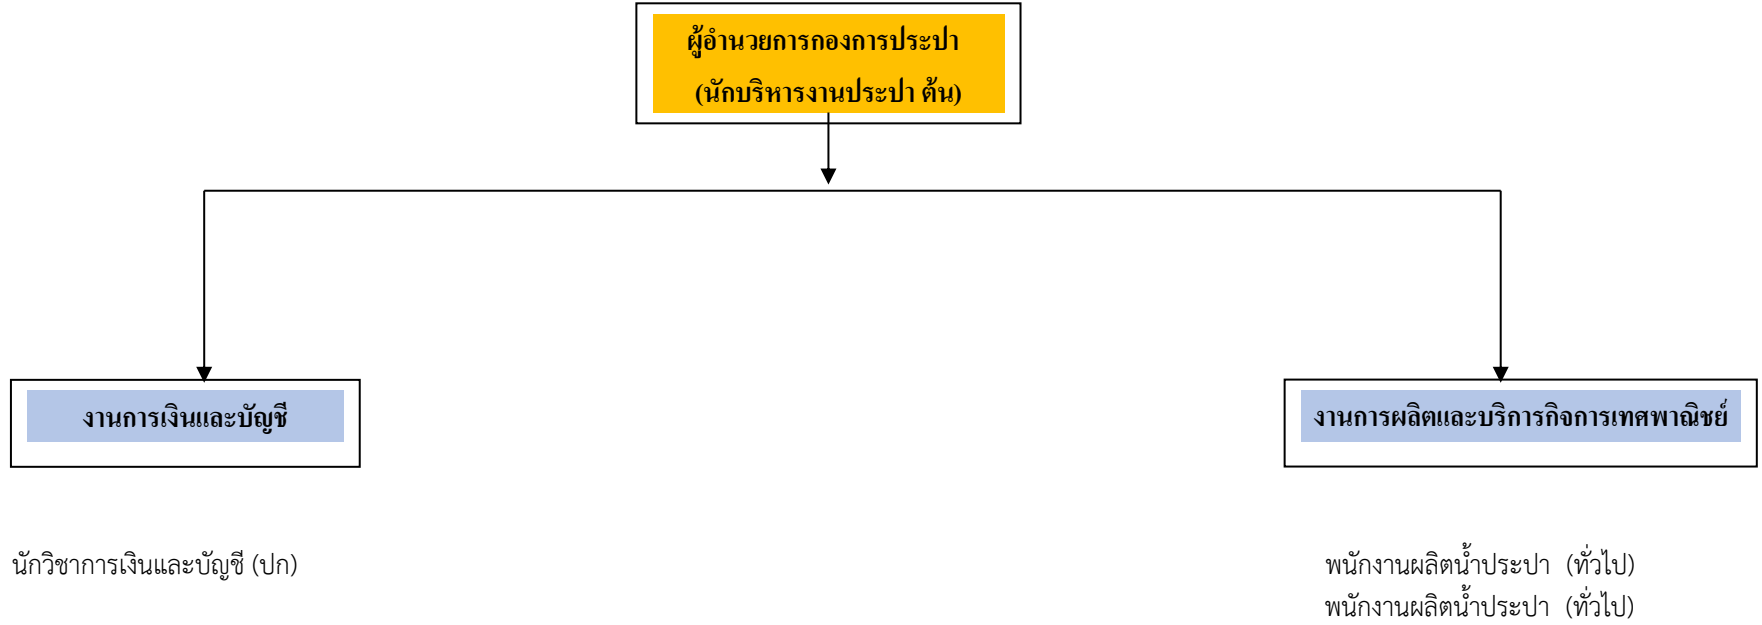 ผู้อำนวยการกองการประปา
(นักบริหารงานประปา ต้น)
งานการเงินและบัญชี
งานการผลิตและบริการกิจการเทศพาณิชย์
นักวิชาการเงินและบัญชี (ปก)
พนักงานผลิตน้ำประปา (ทั่วไป)
พนักงานผลิตน้ำประปา (ทั่วไป)